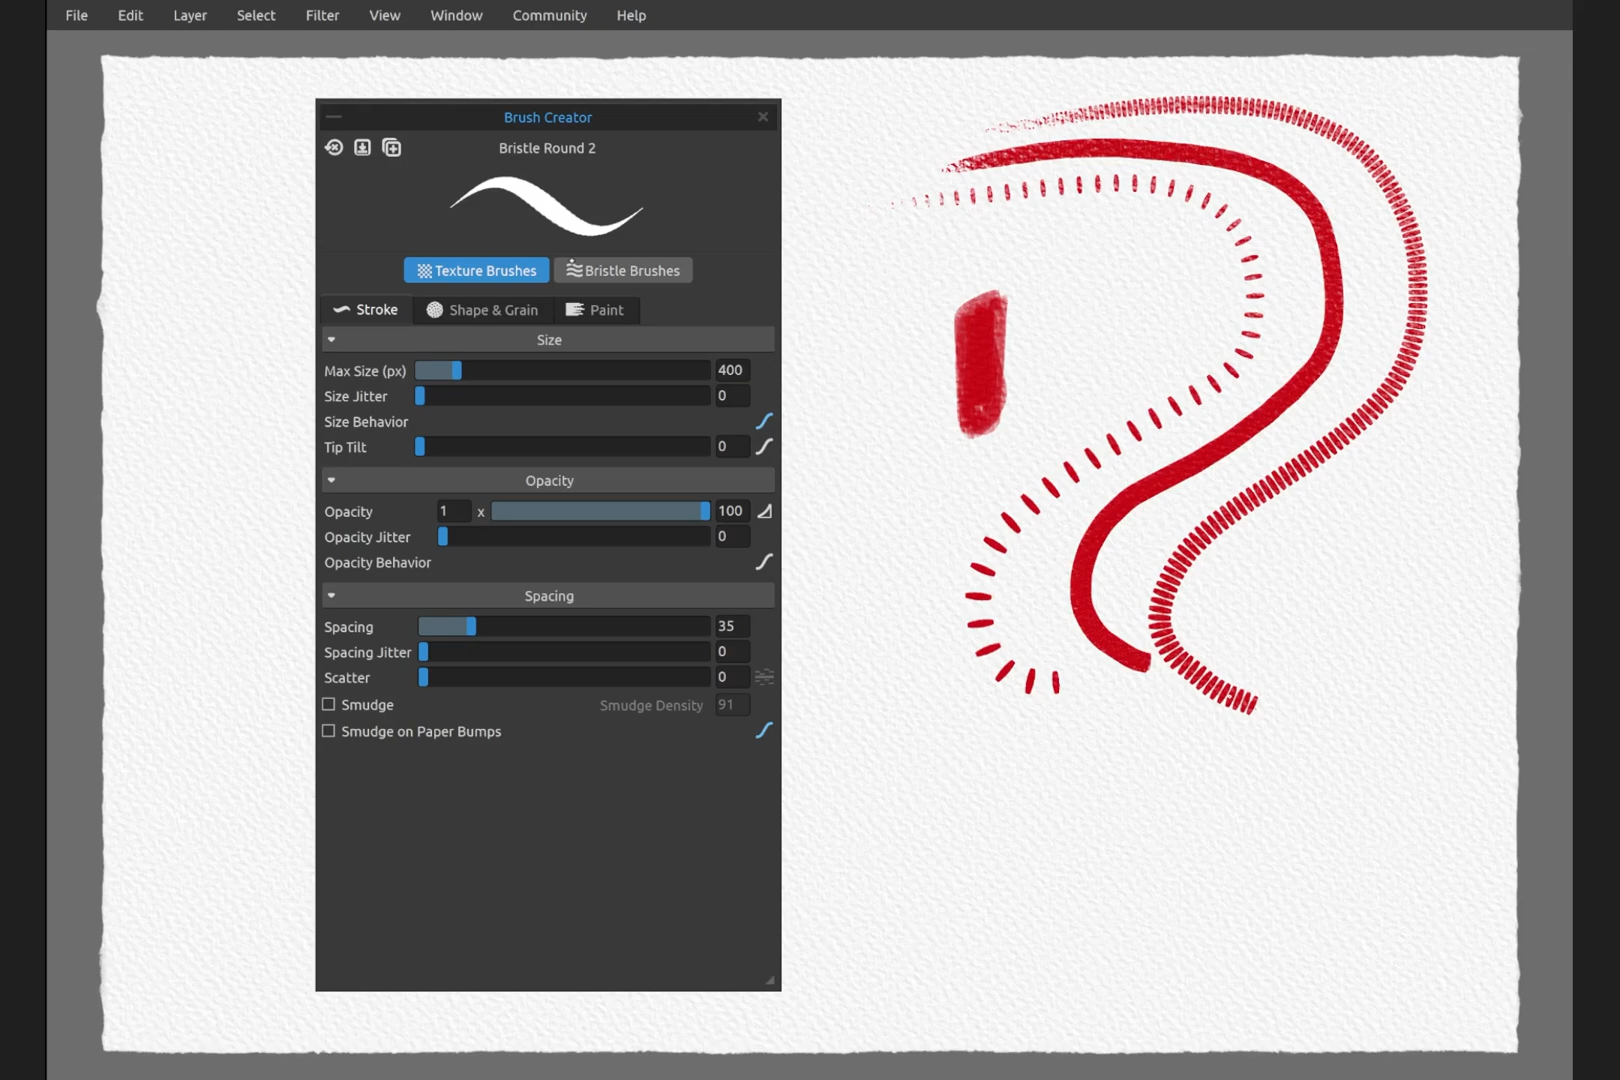 File Edit Layer Select Filter View Window Community Help
Brush Creator
Bristle Round 2
Texture Brushes Bristle Brushes
Stroke Shape & Grain Paint
Size
Max Size (px) 400
Size Jitter 0
Size Behavior
Tip Tilt 0
Opacity
Opacity 1 x 100
Opacity Jitter 0
Opacity Behavior
Spacing
Spacing 35
Spacing Jitter 0
Scatter 0
Smudge Smudge Density 91
Smudge on Paper Bumps